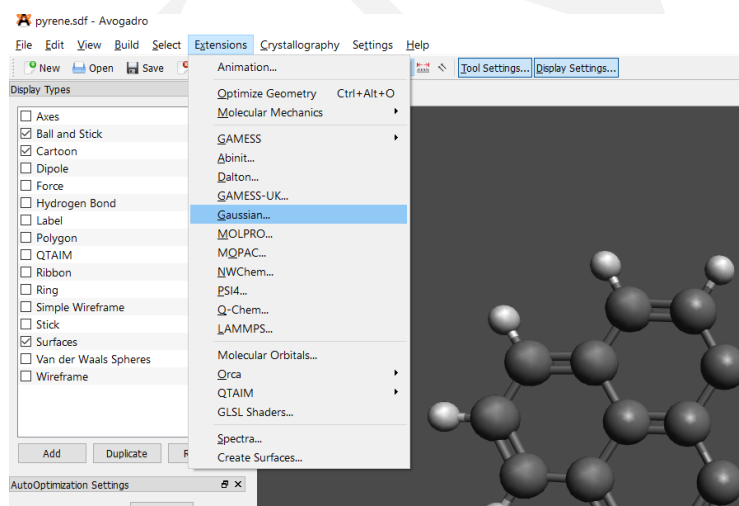 pyrene.sdf - Avogadro
File Edit View Build Select Extensions Crystallography Settings Help
New Open Save Tool Settings... Display Settings...
Display Types
Axes
Ball and Stick
Cartoon
Dipole
Force
Hydrogen Bond
Label
Polygon
QTAIM
Ribbon
Ring
Simple Wireframe
Stick
Surfaces
Van der Waals Spheres
Wireframe
Add Duplicate
AutoOptimization Settings
Animation...
Optimize Geometry Ctrl+Alt+O
Molecular Mechanics
GAMESS
Abinit...
Dalton...
GAMESS-UK...
Gaussian...
MOLPRO...
MOPAC...
NWChem...
PSI4...
Q-Chem...
LAMMPS...
Molecular Orbitals...
Orca
QTAIM
GLSL Shaders...
Spectra...
Create Surfaces...